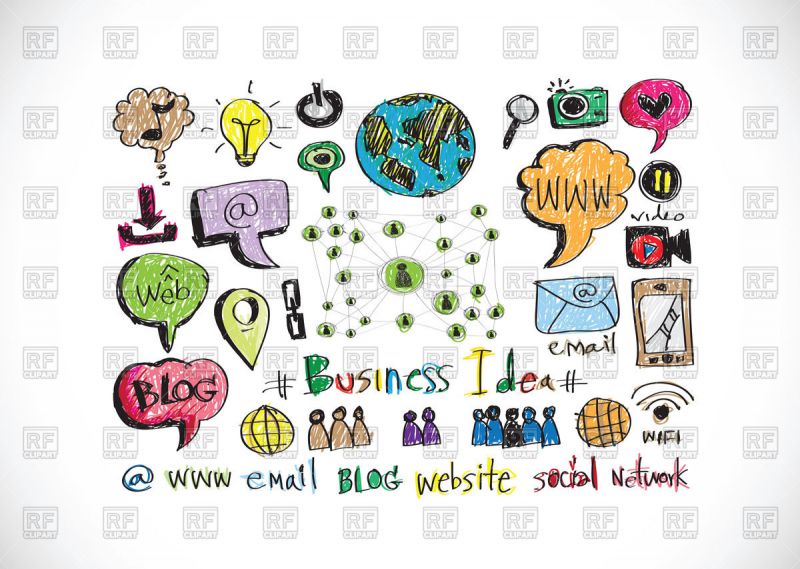 WWW
@
video
Web
@
email
BLOG
# Business Idea #
WiFi
@ WWW email BLOG website social Network
RF
CLIPART